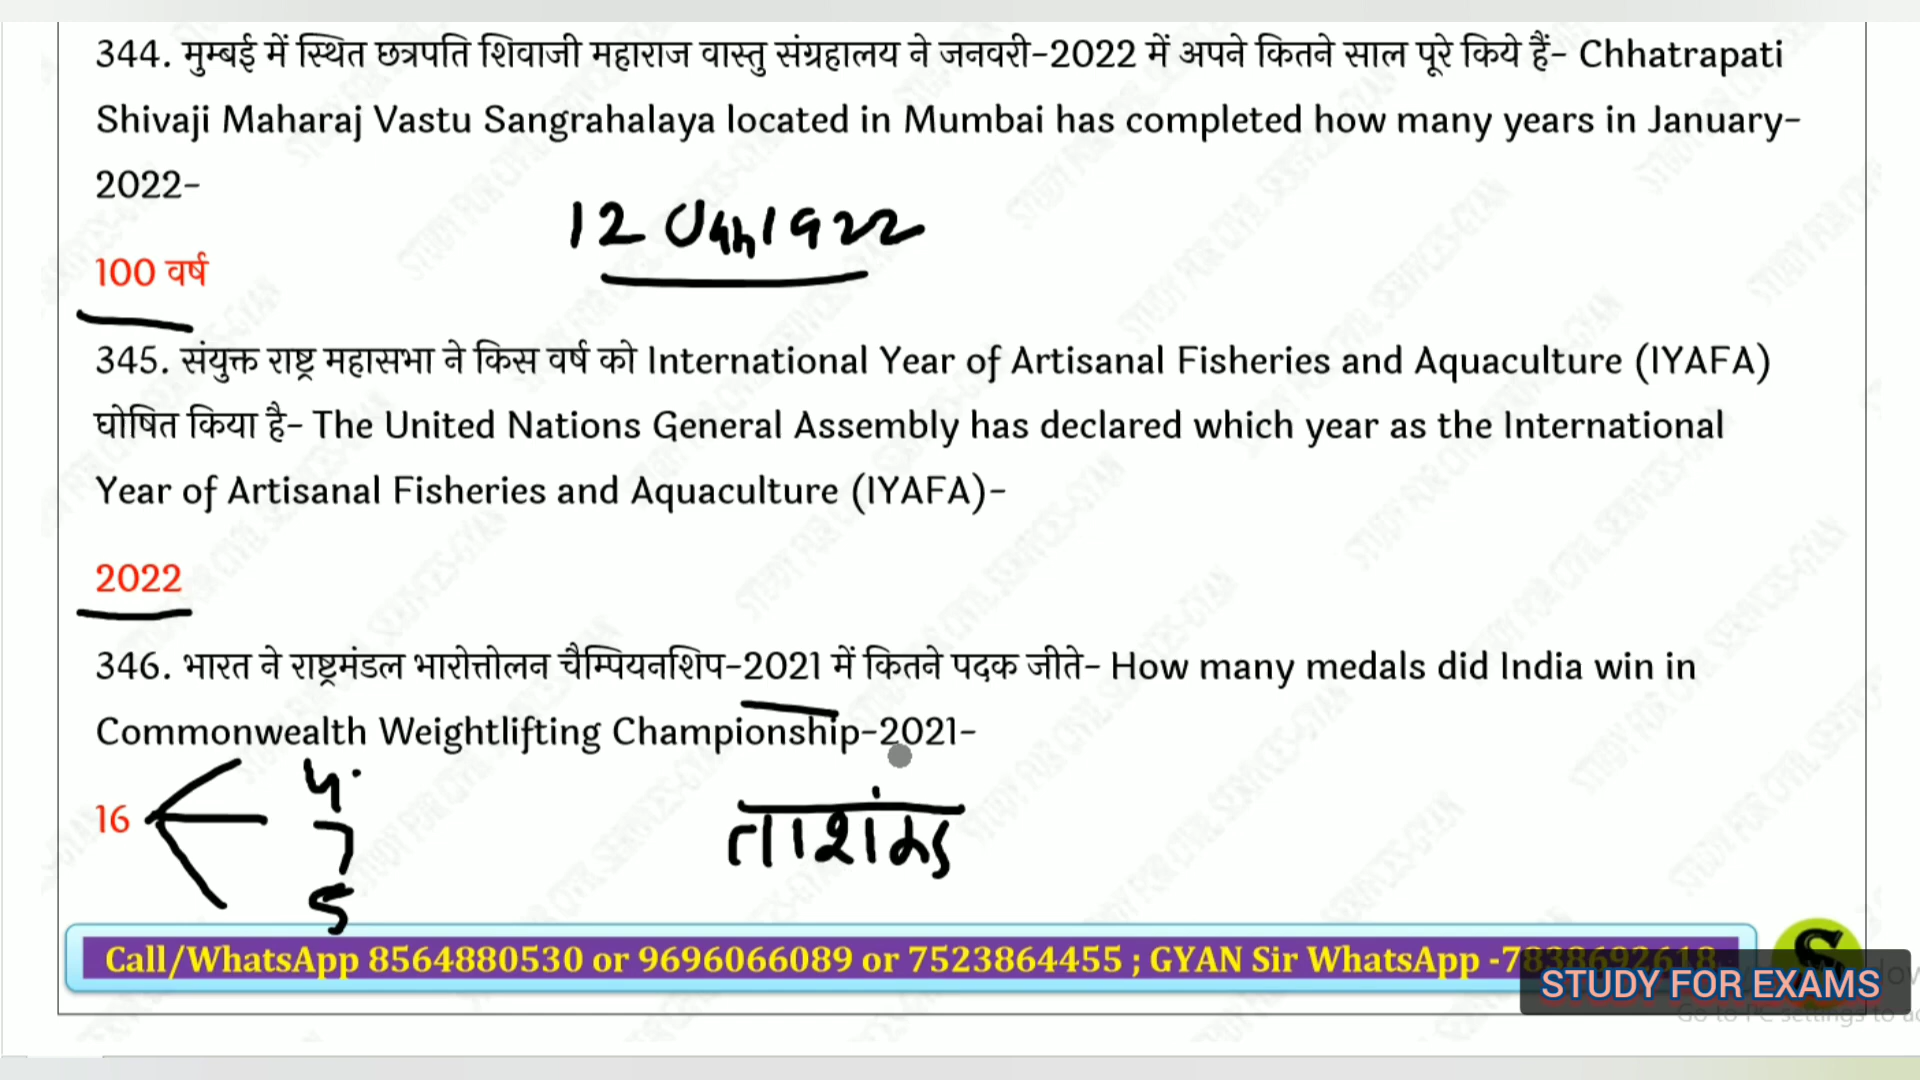 344. मुम्बई में स्थित छत्रपति शिवाजी महाराज वास्तु संग्रहालय ने जनवरी-2022 में अपने कितने साल पूरे किये हैं- Chhatrapati
Shivaji Maharaj Vastu Sangrahalaya located in Mumbai has completed how many years in January-
2022-
12 Jan 1922
100 वर्ष
345. संयुक्त राष्ट्र महासभा ने किस वर्ष को International Year of Artisanal Fisheries and Aquaculture (IYAFA)
घोषित किया है- The United Nations General Assembly has declared which year as the International
Year of Artisanal Fisheries and Aquaculture (IYAFA)-
2022
346. भारत ने राष्ट्रमंडल भारोत्तोलन चैम्पियनशिप-2021 में कितने पदक जीते- How many medals did India win in
Commonwealth Weightlifting Championship-2021-
4.
16
7
5
ताशकंद
Call/WhatsApp 8564880530 or 9696066089 or 7523864455 ; GYAN Sir WhatsApp -7838692618
STUDY FOR EXAMS